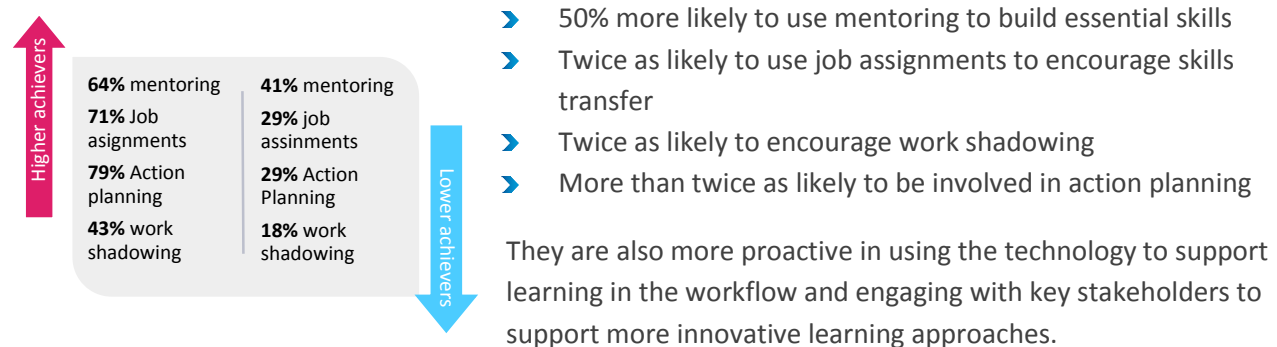 Higher achievers
64% mentoring
71% Job
asignments
79% Action
planning
43% work
shadowing
41% mentoring
29% job
assinments
29% Action
Planning
18% work
shadowing
Lower achievers
50% more likely to use mentoring to build essential skills
Twice as likely to use job assignments to encourage skills
transfer
Twice as likely to encourage work shadowing
More than twice as likely to be involved in action planning
They are also more proactive in using the technology to support
learning in the workflow and engaging with key stakeholders to
support more innovative learning approaches.